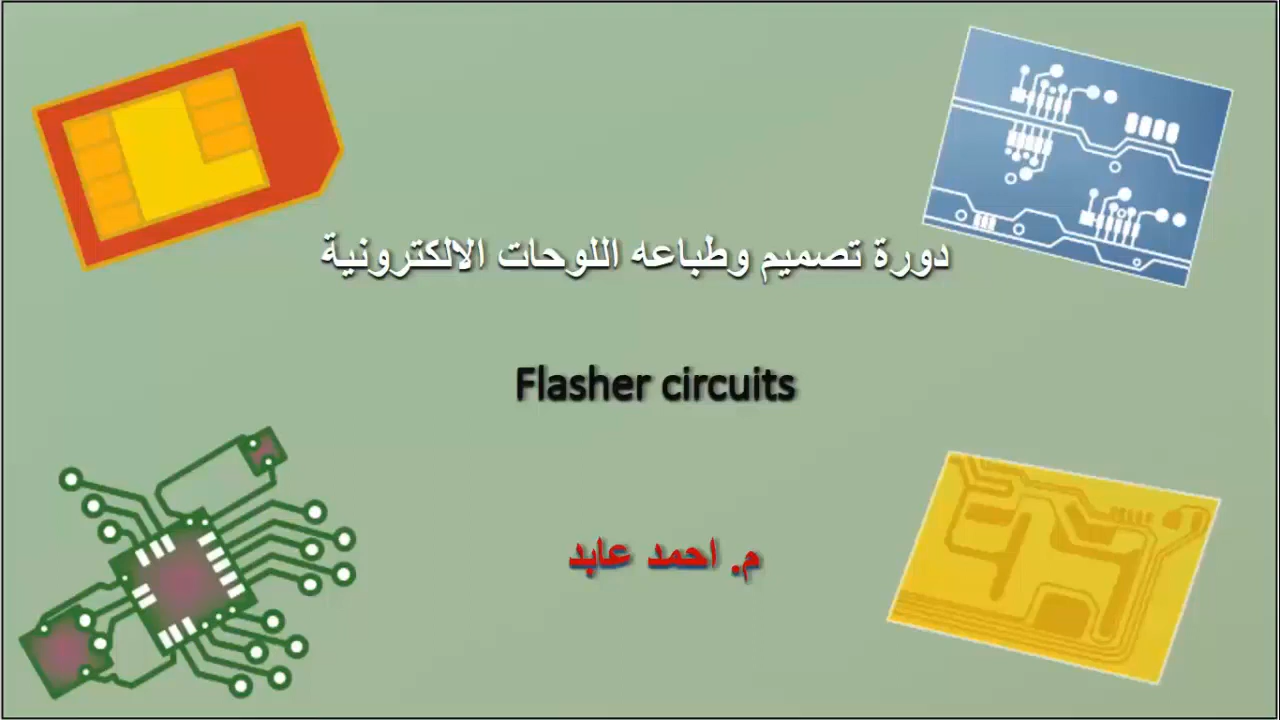 دورة تصميم وطباعه اللوحات الالكترونية
Flasher circuits
م. احمد عابد